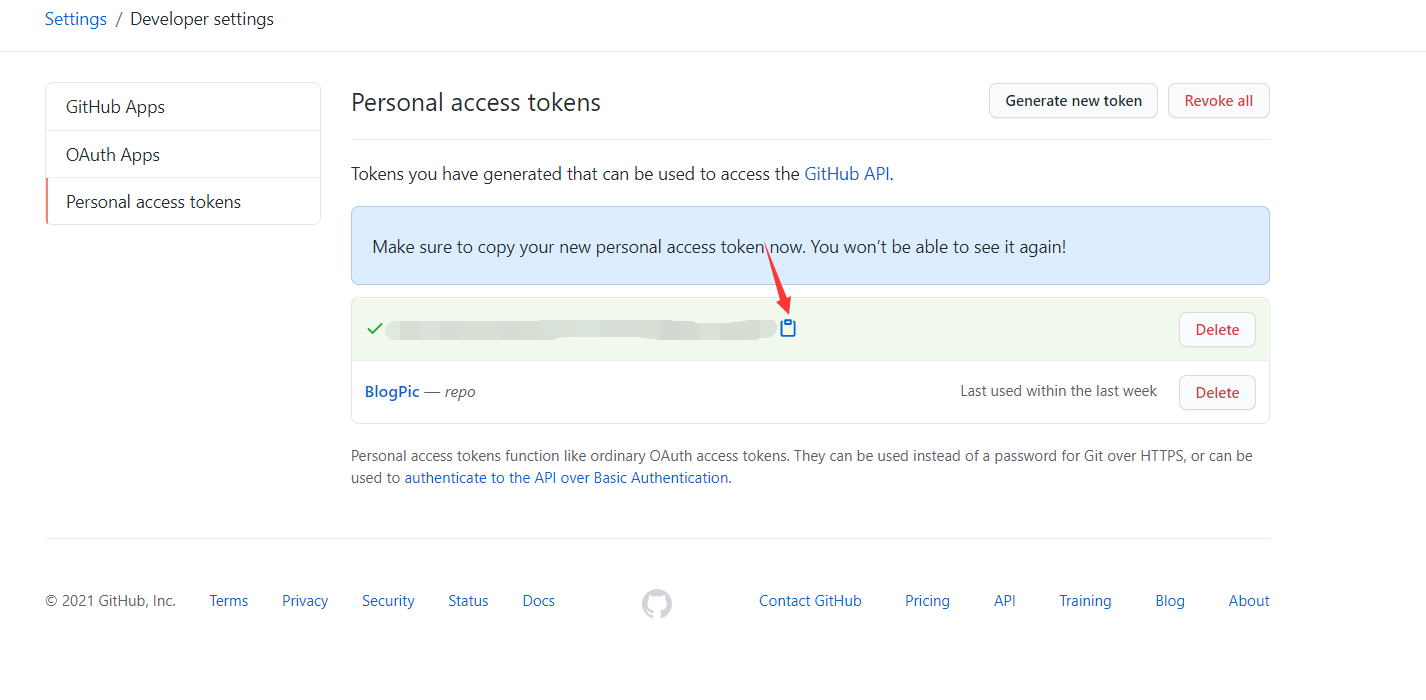 Settings / Developer settings
GitHub Apps
OAuth Apps
Personal access tokens
Personal access tokens
Generate new token
Revoke all
Tokens you have generated that can be used to access the GitHub API.
Make sure to copy your new personal access token now. You won’t be able to see it again!
Delete
BlogPic — repo
Last used within the last week
Delete
Personal access tokens function like ordinary OAuth access tokens. They can be used instead of a password for Git over HTTPS, or can be
used to authenticate to the API over Basic Authentication.
© 2021 GitHub, Inc. Terms Privacy Security Status Docs Contact GitHub Pricing API Training Blog About